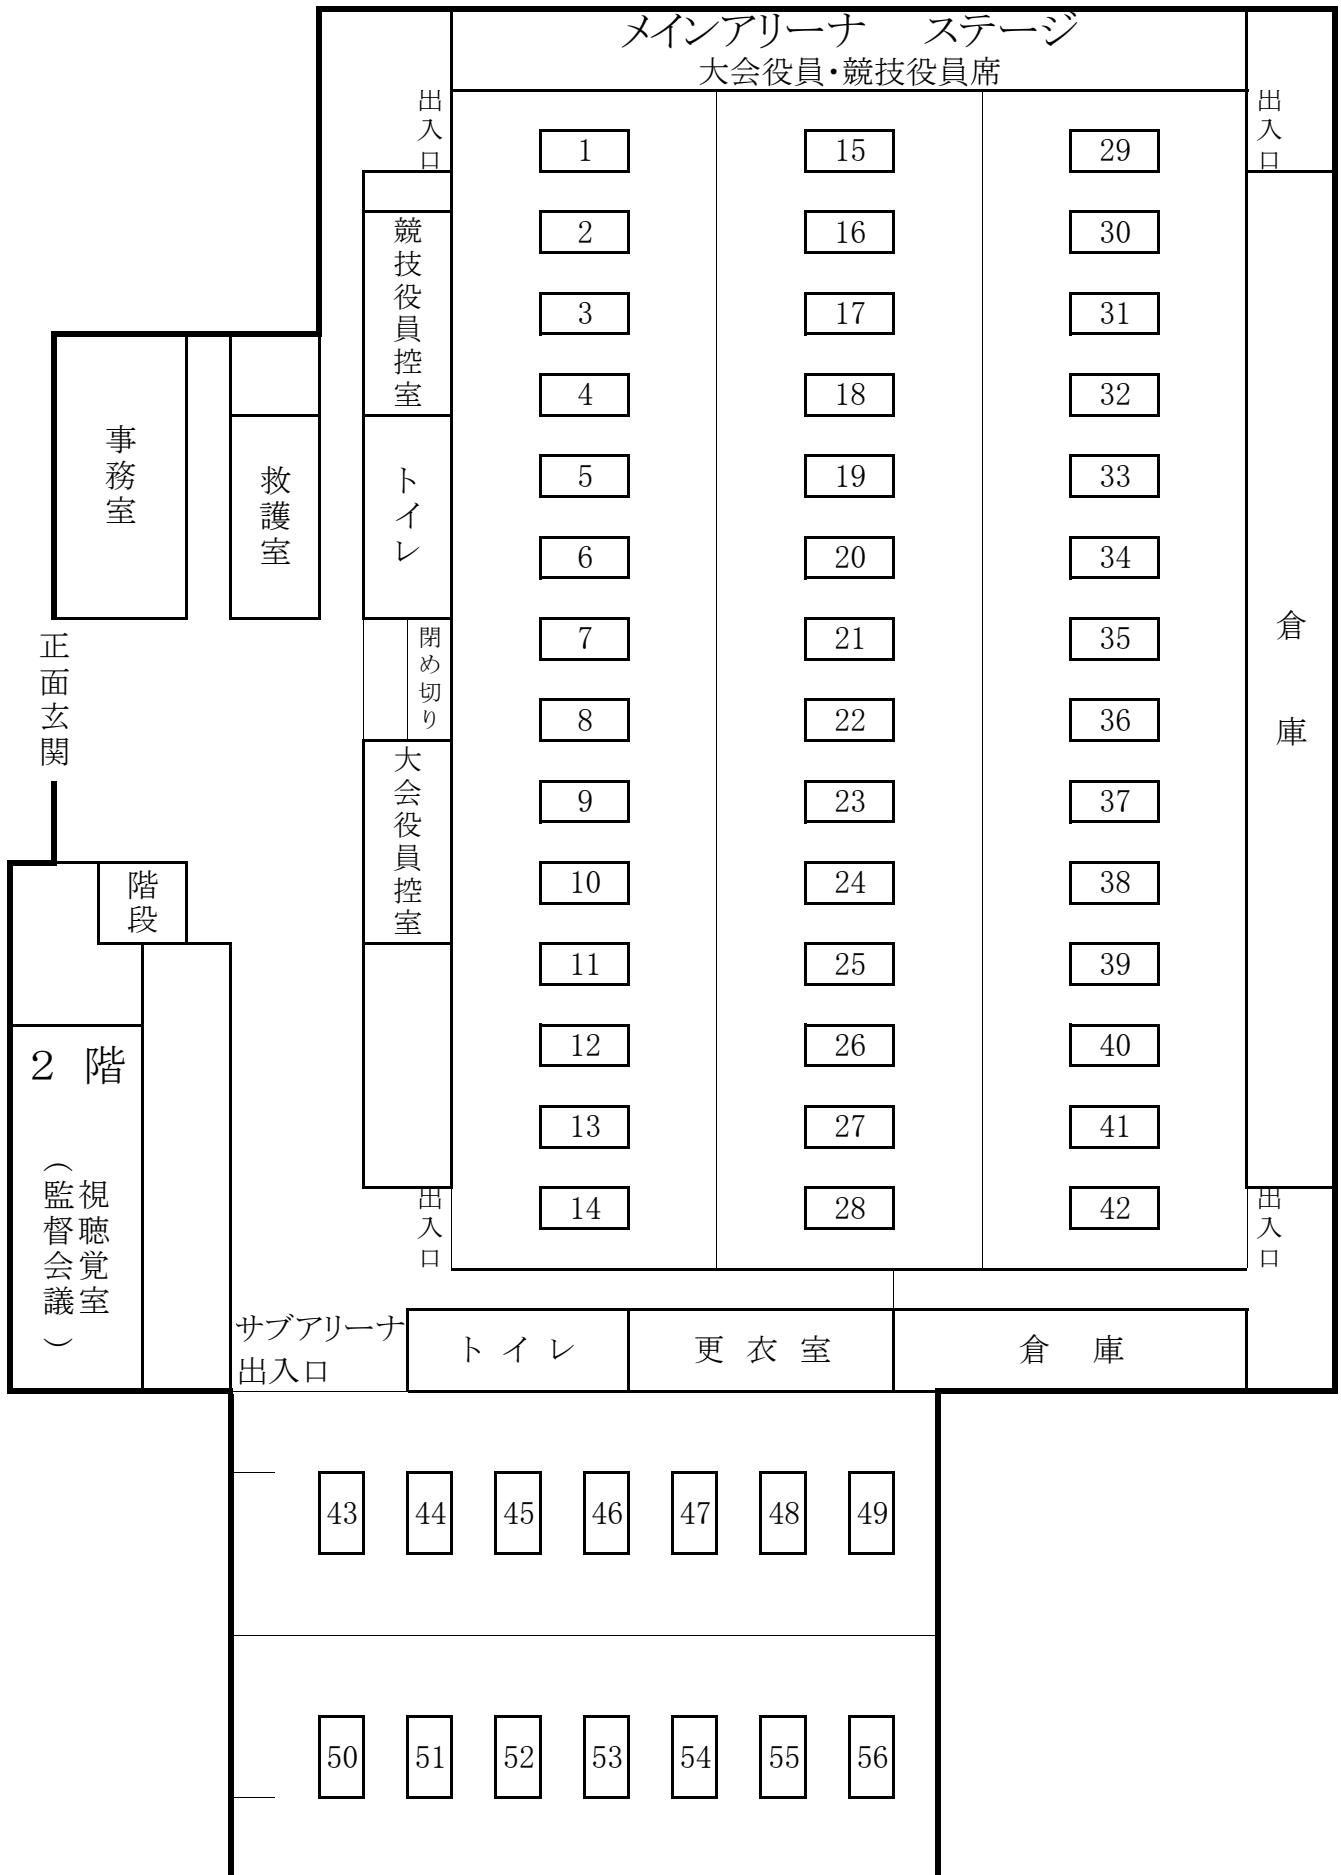 メインアリーナ ステージ
大会役員・競技役員席
出入口
出入口
1
15
29
2
16
30
3
17
31
4
18
32
5
19
33
6
20
34
7
21
35
8
22
36
9
23
37
10
24
38
11
25
39
12
26
40
13
27
41
14
28
42
競技役員控室
事務室
救護室
トイレ
閉め切り
正面玄関
大会役員控室
階段
倉庫
2 階
視聴覚室
(監督会議)
出入口
出入口
サブアリーナ
出入口
トイレ
更衣室
倉庫
43
44
45
46
47
48
49
50
51
52
53
54
55
56